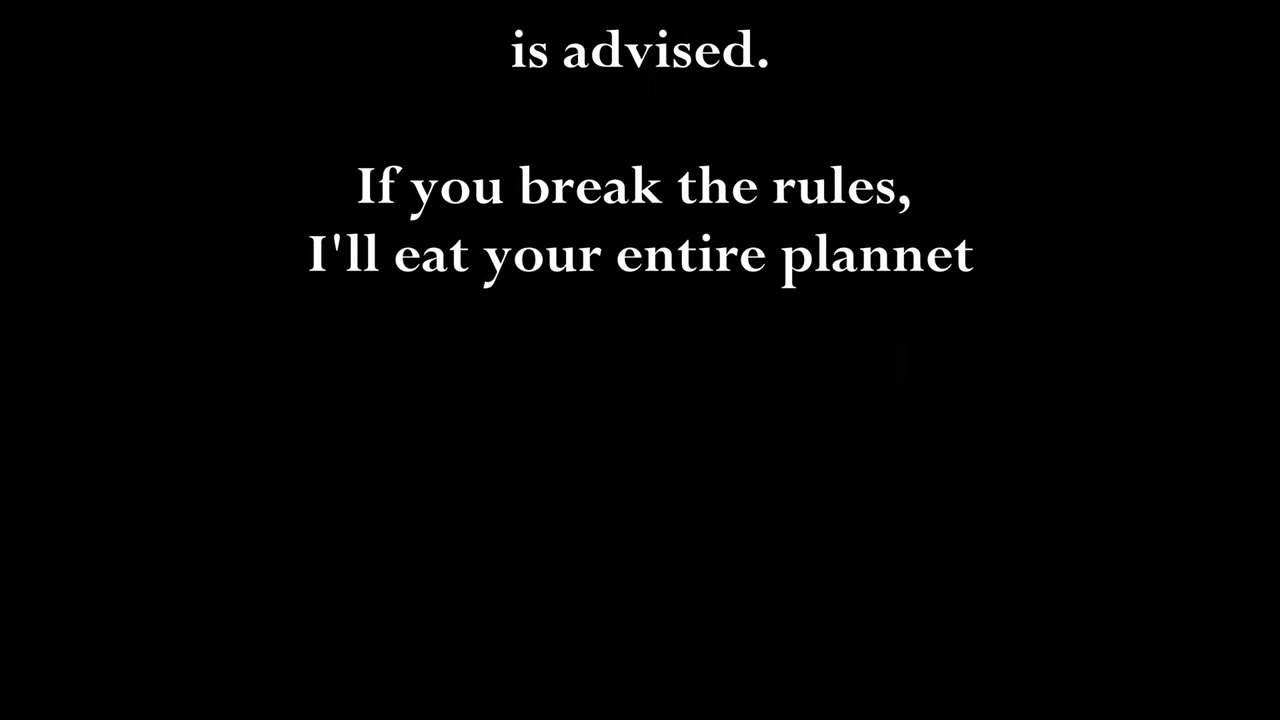 is advised.
If you break the rules,
I'll eat your entire plannet